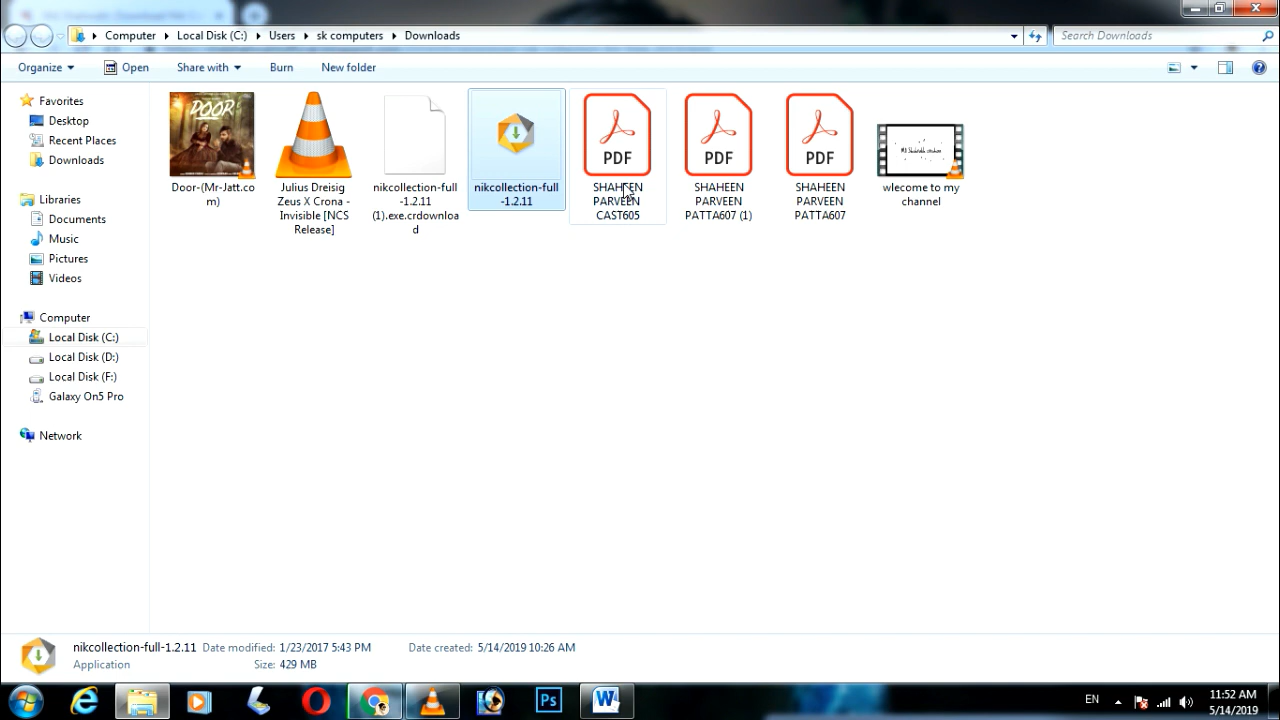 Computer Local Disk (C:) Users sk computers Downloads
Search Downloads
Organize Open Share with Burn New folder
Favorites
Desktop
Recent Places
Downloads
Libraries
Documents
Music
Pictures
Videos
Computer
Local Disk (C:)
Local Disk (D:)
Local Disk (F:)
Galaxy On5 Pro
Network
DOOR
Door-(Mr-Jatt.co
m)
Julius Dreisig
Zeus X Crona -
Invisible [NCS
Release]
nikcollection-full
-1.2.11
(1).exe.crdownloa
d
nikcollection-full
-1.2.11
PDF
SHAHEEN
PARVEEN
CAST605
PDF
SHAHEEN
PARVEEN
PATTA607 (1)
PDF
SHAHEEN
PARVEEN
PATTA607
wlecome to my
channel
nikcollection-full-1.2.11 Date modified: 1/23/2017 5:43 PM Date created: 5/14/2019 10:26 AM
Application Size: 429 MB
Ps
W
EN
11:52 AM
5/14/2019